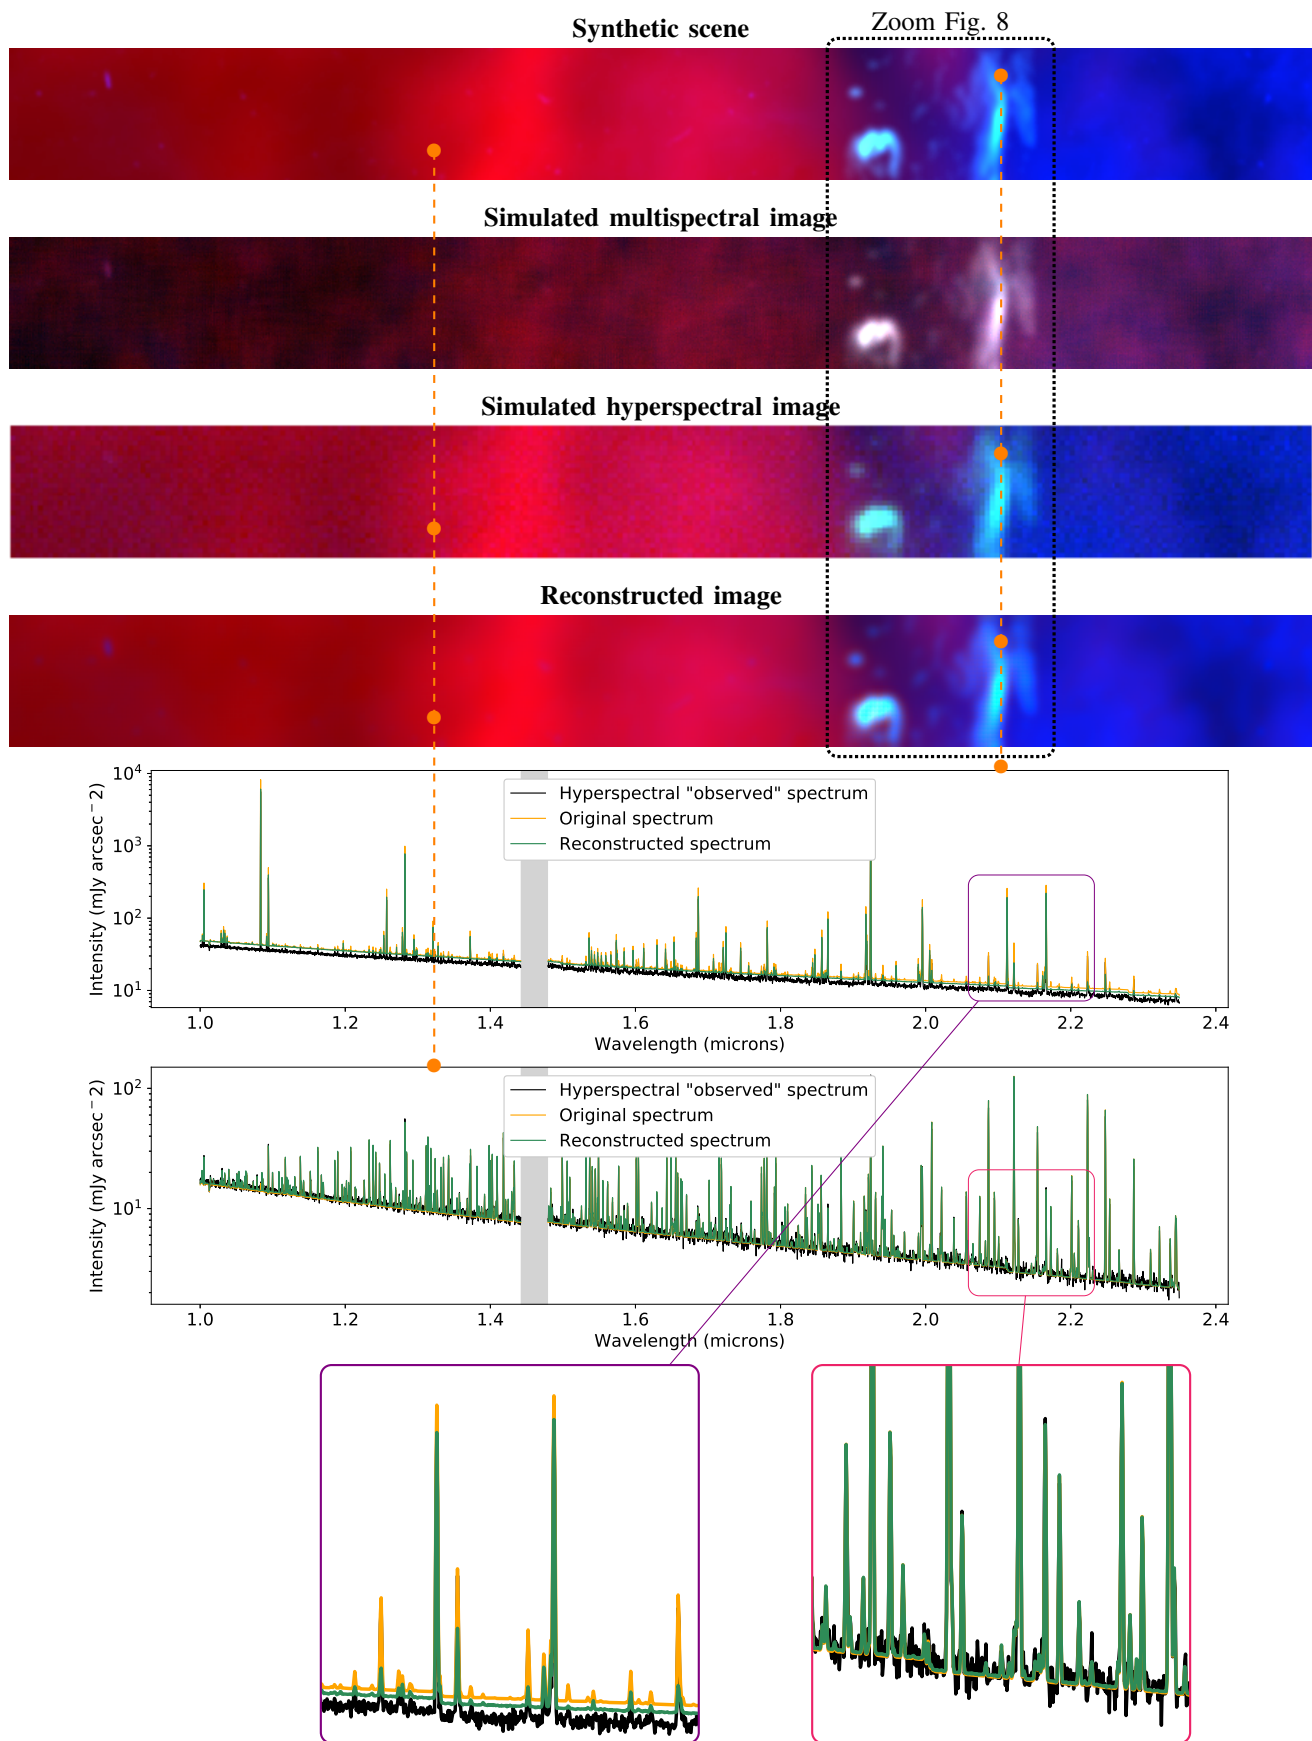 Zoom Fig. 8
Synthetic scene
Simulated multispectral image
Simulated hyperspectral image
Reconstructed image
10^4
10^3
10^2
10^1
Intensity (mJy arcsec^−2)
Hyperspectral "observed" spectrum
Original spectrum
Reconstructed spectrum
1.0 1.2 1.4 1.6 1.8 2.0 2.2 2.4
Wavelength (microns)
10^2
10^1
Intensity (mJy arcsec^−2)
Hyperspectral "observed" spectrum
Original spectrum
Reconstructed spectrum
1.0 1.2 1.4 1.6 1.8 2.0 2.2 2.4
Wavelength (microns)